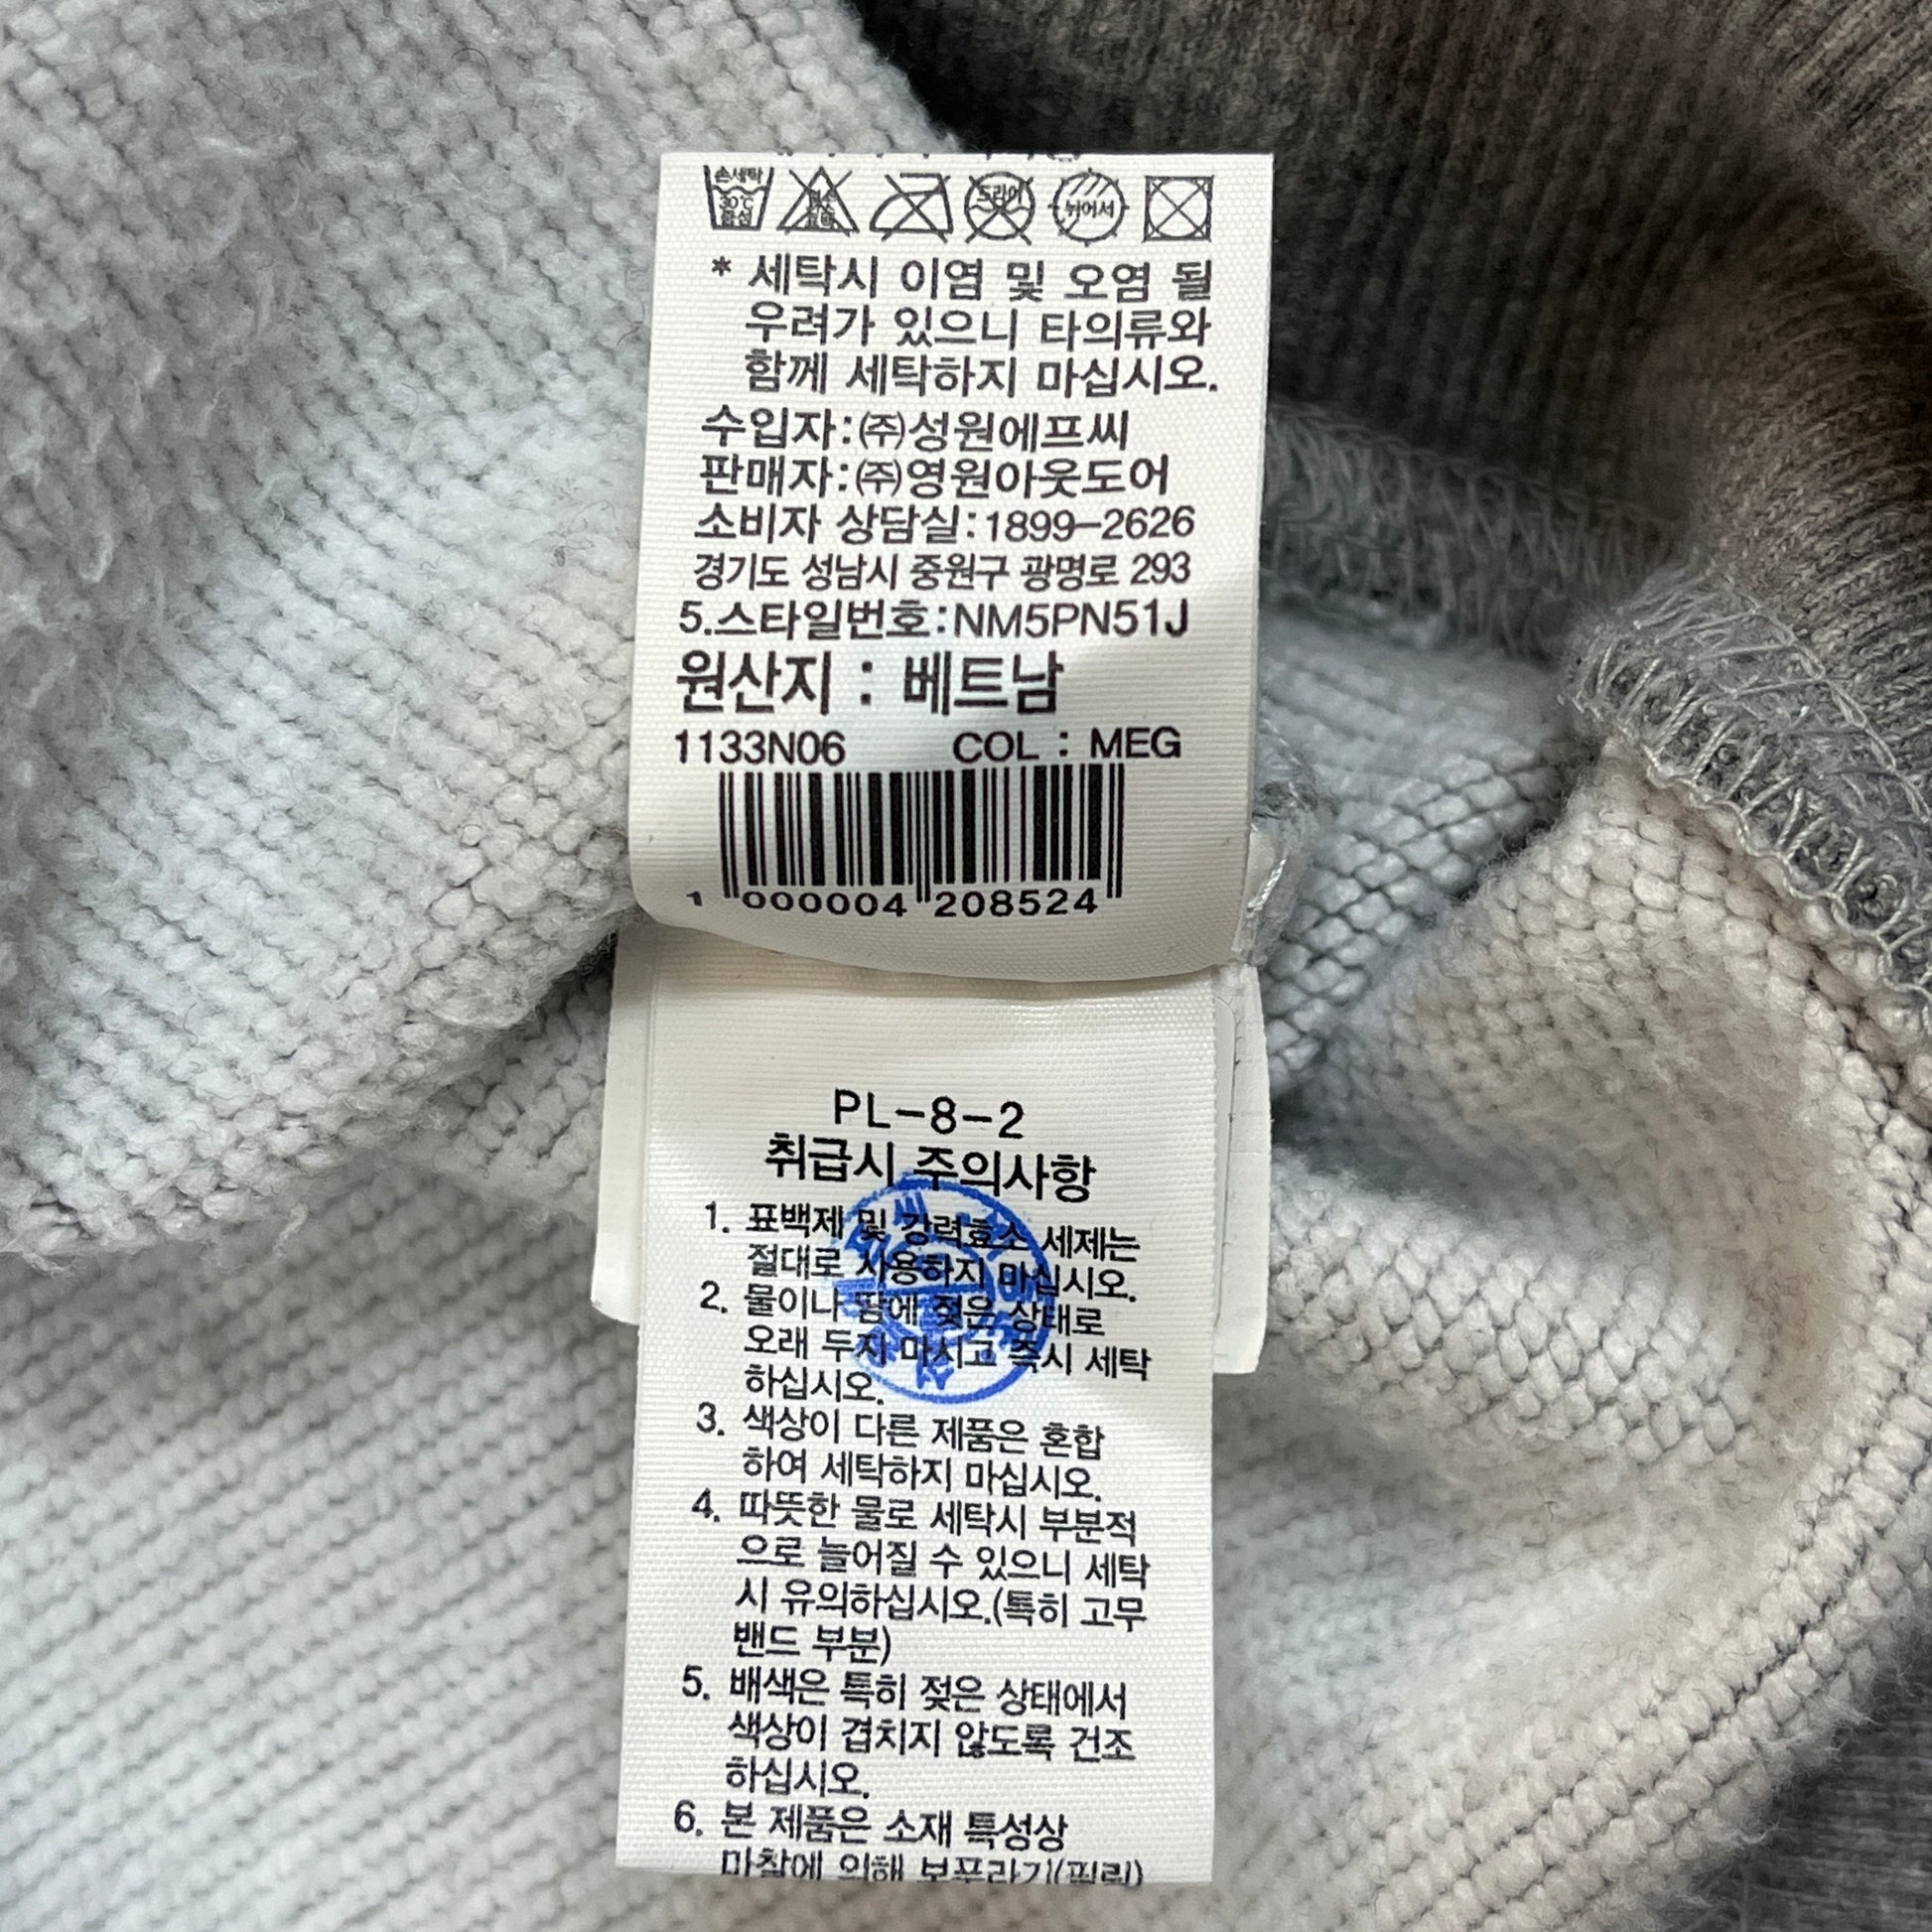 손세탁
30℃
중성
드라이
뉘어서
* 세탁시 이염 및 오염 될
우려가 있으니 타의류와
함께 세탁하지 마십시오.
수입자:㈜성원에프씨
판매자:㈜영원아웃도어
소비자 상담실:1899-2626
경기도 성남시 중원구 광명로 293
5.스타일번호:NM5PN51J
원산지 : 베트남
1133N06 COL : MEG
1 000004 208524
PL-8-2
취급시 주의사항
1. 표백제 및 강력효소 세제는
절대로 사용하지 마십시오.
2. 물이나 땀에 젖은 상태로
오래 두지 마시고 즉시 세탁
하십시오.
3. 색상이 다른 제품은 혼합
하여 세탁하지 마십시오.
4. 따뜻한 물로 세탁시 부분적
으로 늘어질 수 있으니 세탁
시 유의하십시오.(특히 고무
밴드 부분)
5. 배색은 특히 젖은 상태에서
색상이 겹치지 않도록 건조
하십시오.
6. 본 제품은 소재 특성상
마찰에 의해 보푸라기(필링)